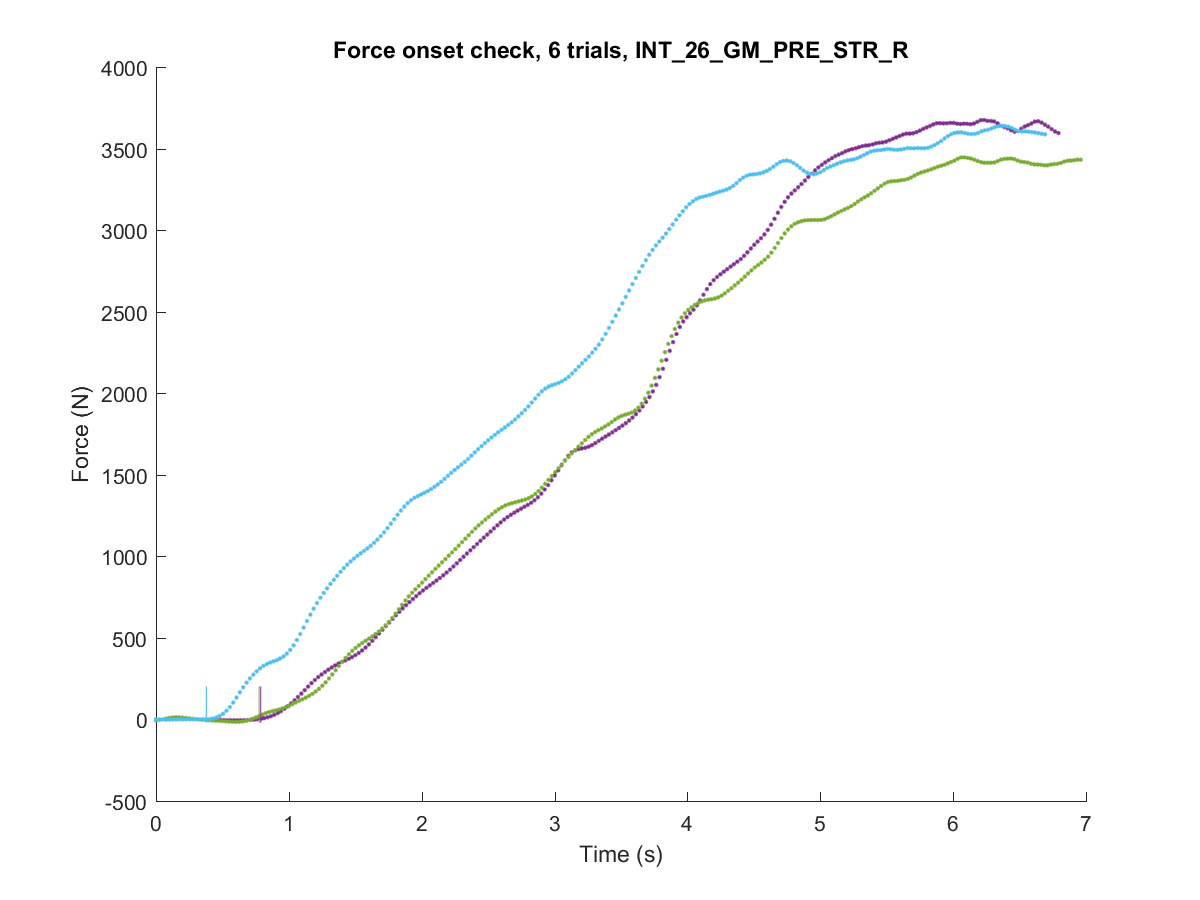 Force onset check, 6 trials, INT_26_GM_PRE_STR_R
4000
3500
3000
2500
2000
1500
1000
500
0
-500
Force (N)
0 1 2 3 4 5 6 7
Time (s)